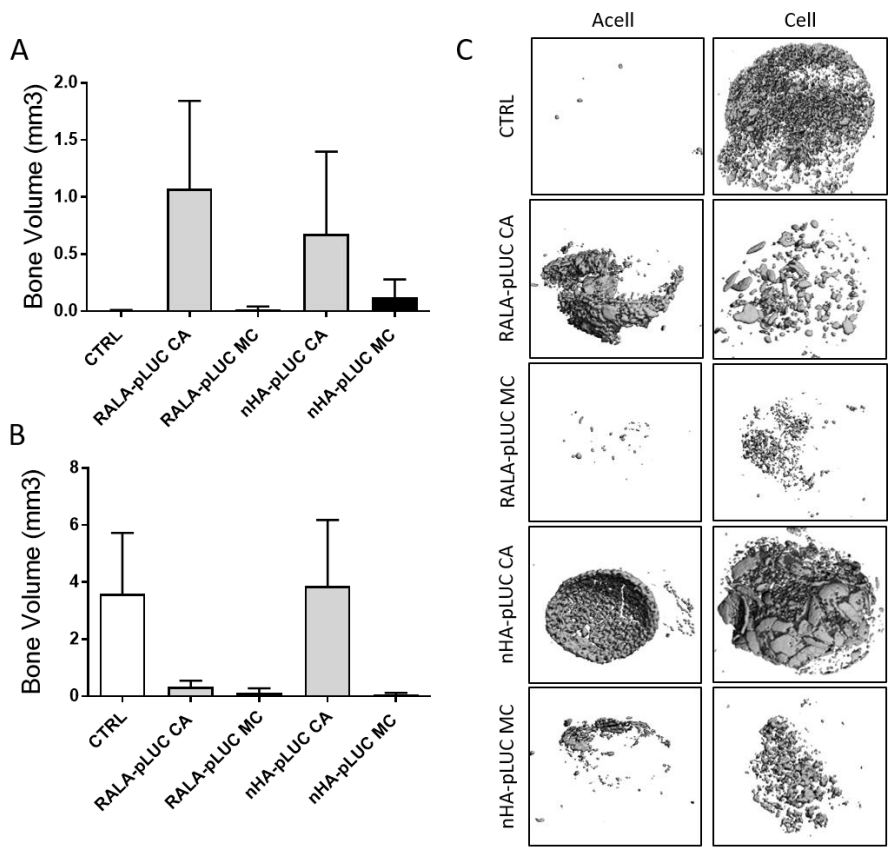 A
Bone Volume (mm3)
2.0
1.5
1.0
0.5
0.0
CTRL
RALA-pLUC CA
RALA-pLUC MC
nHA-pLUC CA
nHA-pLUC MC
B
Bone Volume (mm3)
8
6
4
2
0
CTRL
RALA-pLUC CA
RALA-pLUC MC
nHA-pLUC CA
nHA-pLUC MC
C
Acell
Cell
CTRL
RALA-pLUC CA
RALA-pLUC MC
nHA-pLUC CA
nHA-pLUC MC